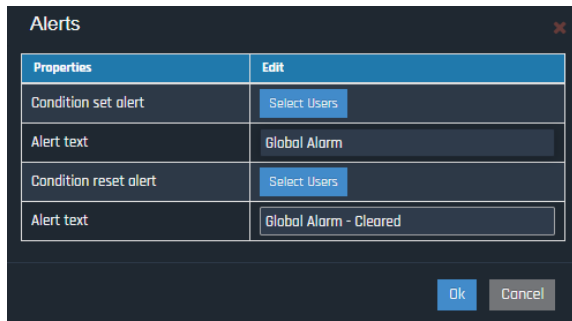 Alerts
Properties Edit
Condition set alert Select Users
Alert text Global Alarm
Condition reset alert Select Users
Alert text Global Alarm - Cleared
Ok Cancel